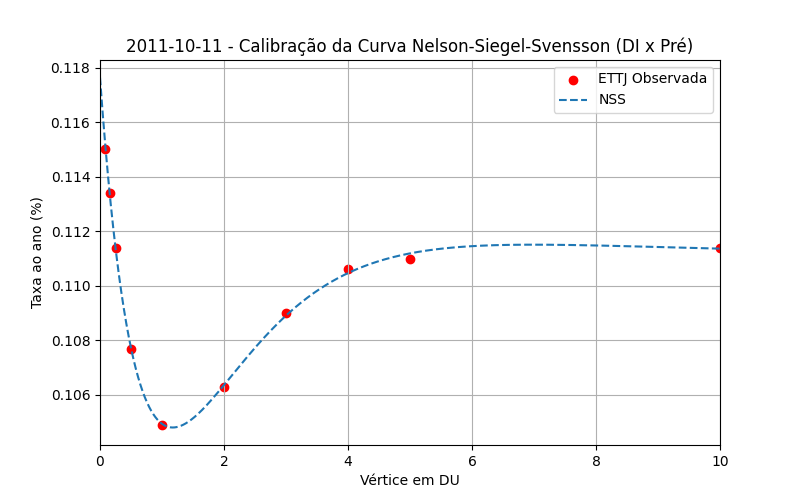 2011-10-11 - Calibração da Curva Nelson-Siegel-Svensson (DI x Pré)
ETTJ Observada
NSS
Taxa ao ano (%)
0.118
0.116
0.114
0.112
0.110
0.108
0.106
0 2 4 6 8 10
Vértice em DU